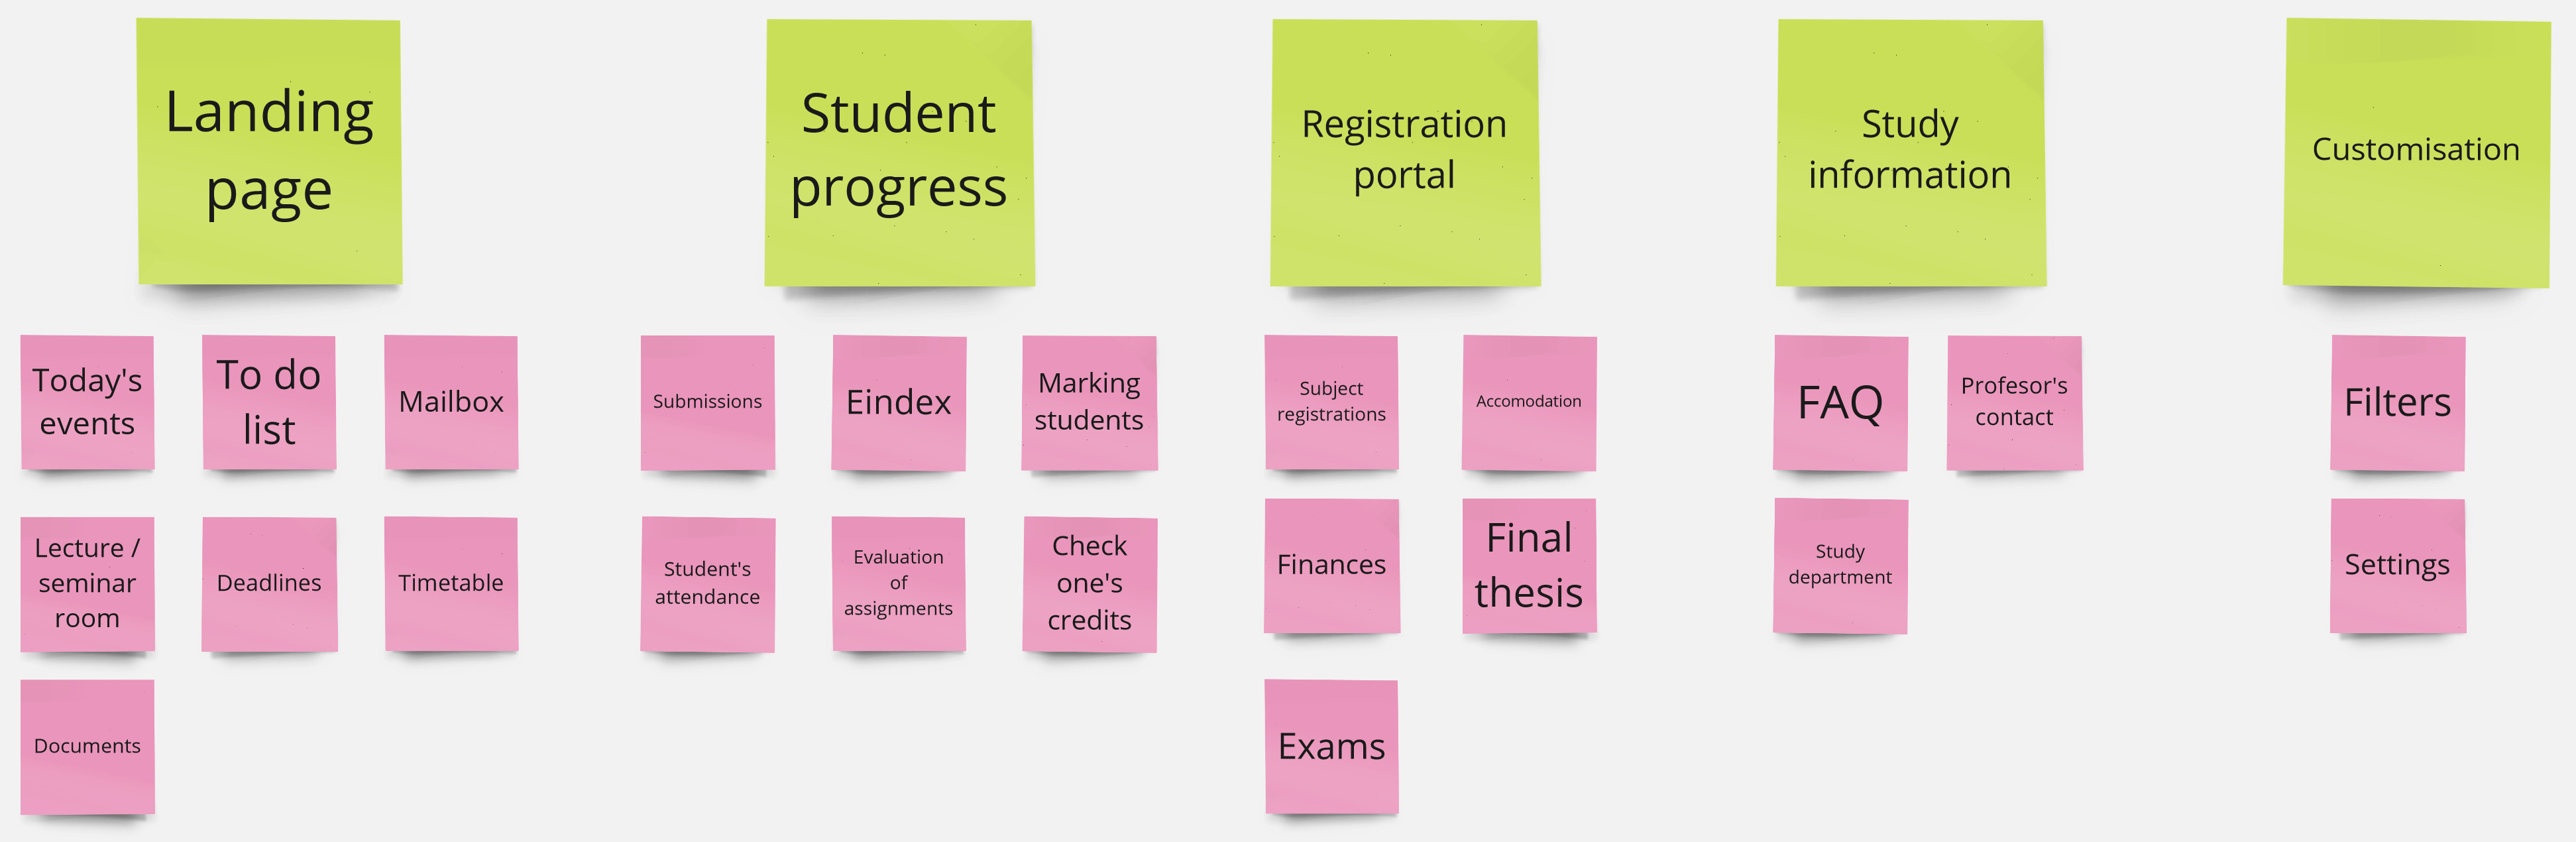 Landing
page
Student
progress
Registration
portal
Study
information
Customisation
Today's
events
To do
list
Mailbox
Lecture /
seminar
room
Deadlines
Timetable
Documents
Submissions
Eindex
Marking
students
Student's
attendance
Evaluation
of
assignments
Check
one's
credits
Subject
registrations
Accomodation
Finances
Final
thesis
Exams
FAQ
Profesor's
contact
Study
department
Filters
Settings